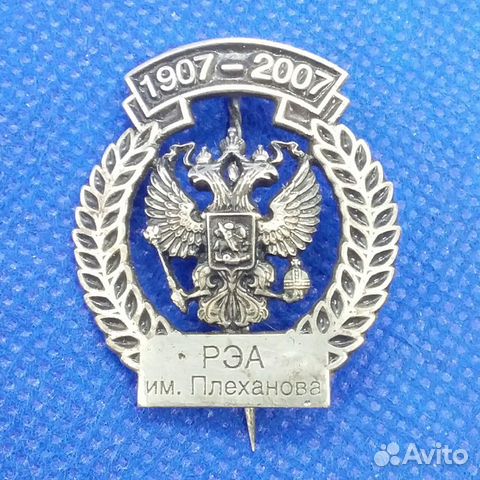 1907-2007
РЭА
им. Плеханова
Avito